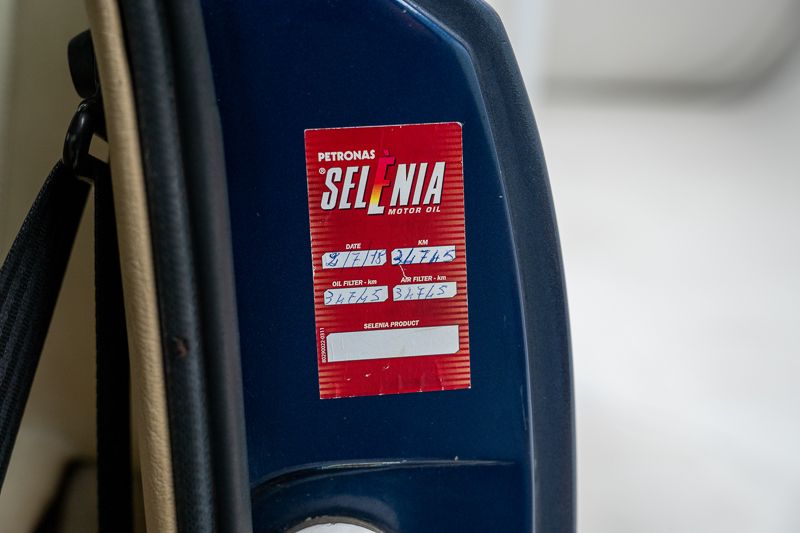 PETRONAS
® SELÈNIA
MOTOR OIL
DATE KM
2/7/18 34745
OIL FILTER - km AIR FILTER - km
34745 34745
SELENIA PRODUCT